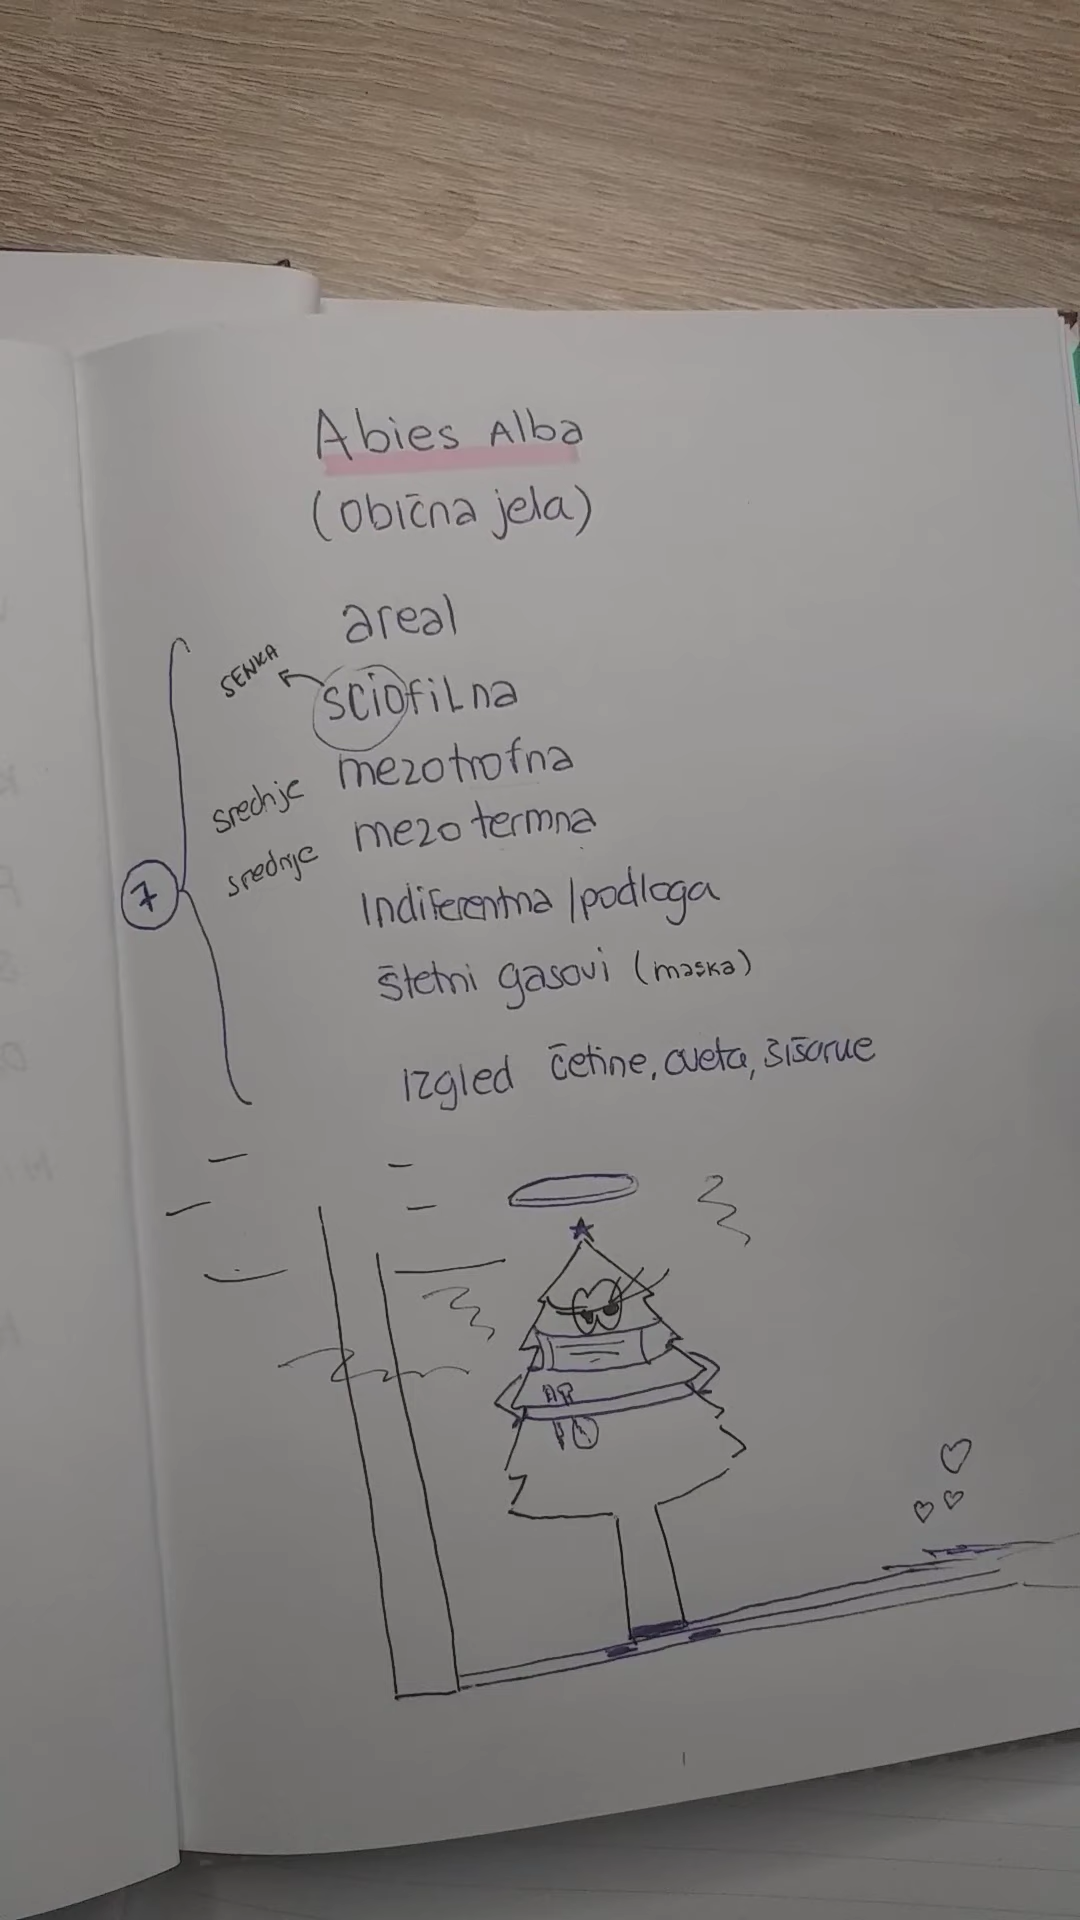 Abies Alba
(Obična jela)
areal
SENKA
sciofilna
mezotrofna
srednje
mezo termna
srednje
7
Indiferentna /podloga
štetni gasovi (maska)
izgled četine, cveta, šišarve